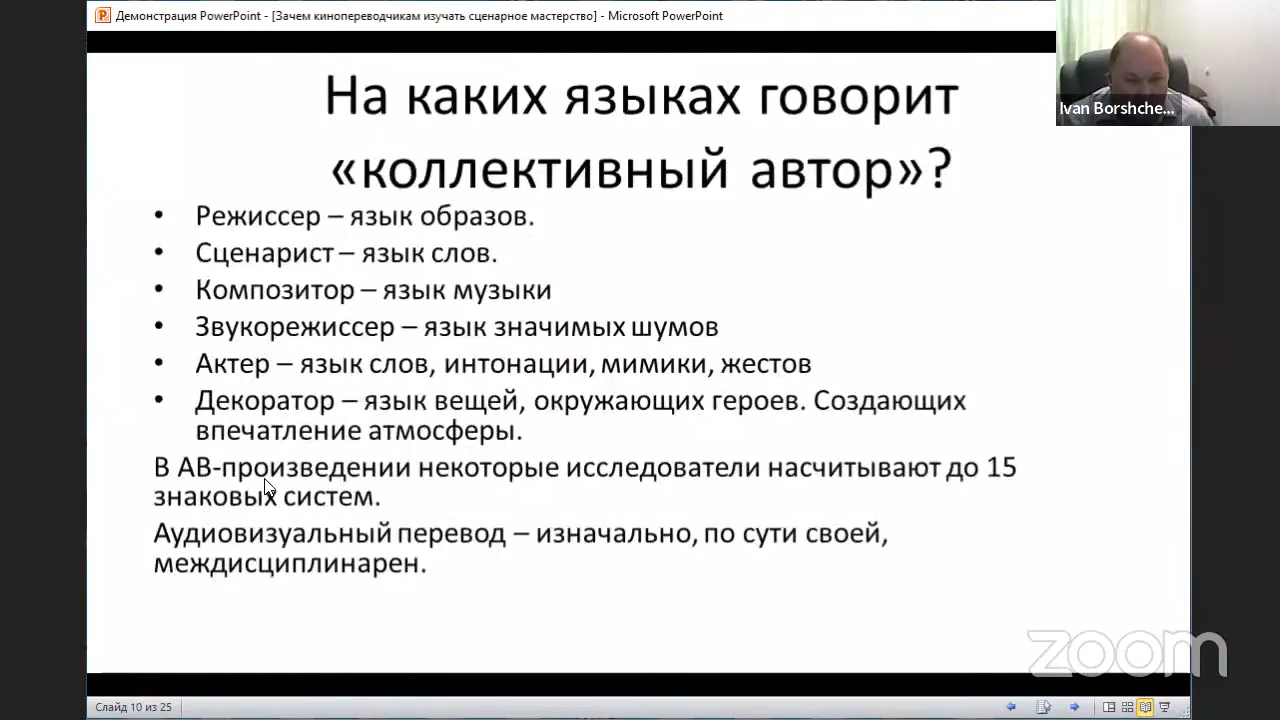 Демонстрация PowerPoint - [Зачем кинопереводчикам изучать сценарное мастерство] - Microsoft PowerPoint
Ivan Borshche...
На каких языках говорит
«коллективный автор»?
• Режиссер – язык образов.
• Сценарист – язык слов.
• Композитор – язык музыки
• Звукорежиссер – язык значимых шумов
• Актер – язык слов, интонации, мимики, жестов
• Декоратор – язык вещей, окружающих героев. Создающих
впечатление атмосферы.
В АВ-произведении некоторые исследователи насчитывают до 15
знаковых систем.
Аудиовизуальный перевод – изначально, по сути своей,
междисциплинарен.
zoom
Слайд 10 из 25